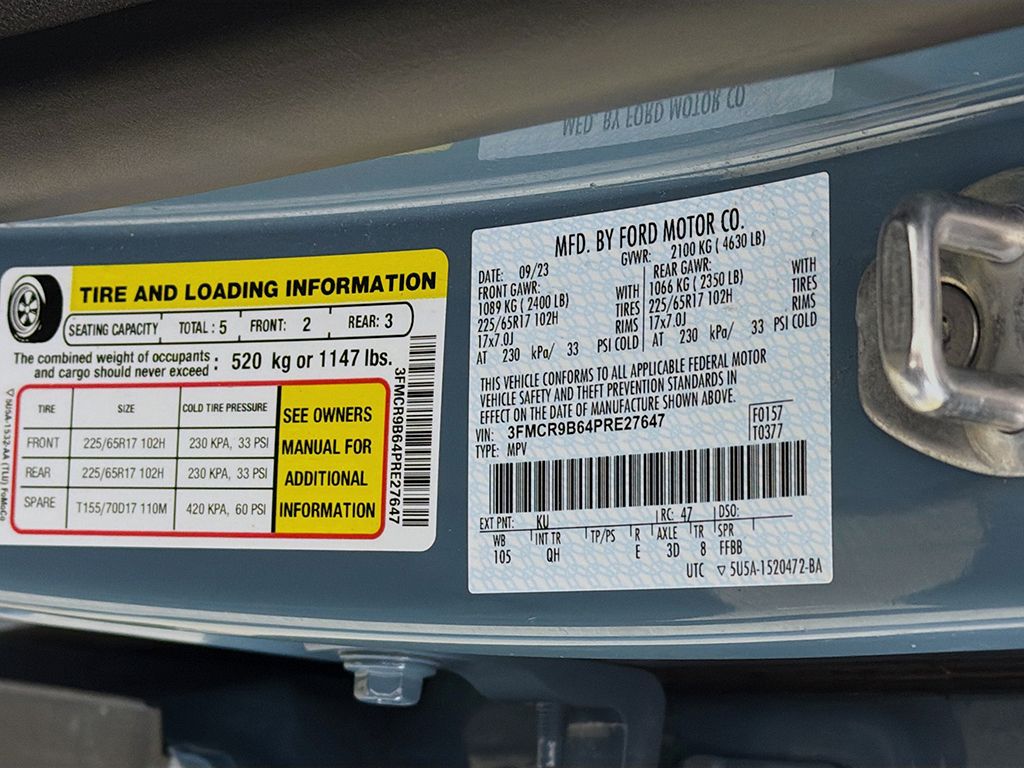 MFD. BY FORD MOTOR CO
TIRE AND LOADING INFORMATION
SEATING CAPACITY TOTAL : 5 FRONT: 2 REAR: 3
The combined weight of occupants
and cargo should never exceed : 520 kg or 1147 lbs.
TIRE SIZE COLD TIRE PRESSURE
FRONT 225/65R17 102H 230 KPA, 33 PSI
REAR 225/65R17 102H 230 KPA, 33 PSI
SPARE T155/70D17 110M 420 KPA, 60 PSI
SEE OWNERS
MANUAL FOR
ADDITIONAL
INFORMATION
3FMCR9B64PRE27647
▽ 5U5A-1532-AA (TLU) FoMoCo
MFD. BY FORD MOTOR CO.
DATE: 09/23 GVWR: 2100 KG ( 4630 LB)
FRONT GAWR: REAR GAWR:
1089 KG ( 2400 LB) WITH 1066 KG ( 2350 LB) WITH
225/65R17 102H TIRES 225/65R17 102H TIRES
17x7.0J RIMS 17x7.0J RIMS
AT 230 kPa/ 33 PSI COLD AT 230 kPa/ 33 PSI COLD
THIS VEHICLE CONFORMS TO ALL APPLICABLE FEDERAL MOTOR
VEHICLE SAFETY AND THEFT PREVENTION STANDARDS IN
EFFECT ON THE DATE OF MANUFACTURE SHOWN ABOVE.
VIN: 3FMCR9B64PRE27647 F0157
TYPE: MPV T0377
EXT PNT: KU RC: 47 DSO:
WB INT TR TP/PS R AXLE TR SPR
105 QH E 3D 8 FFBB
UTC ▽ 5U5A-1520472-BA